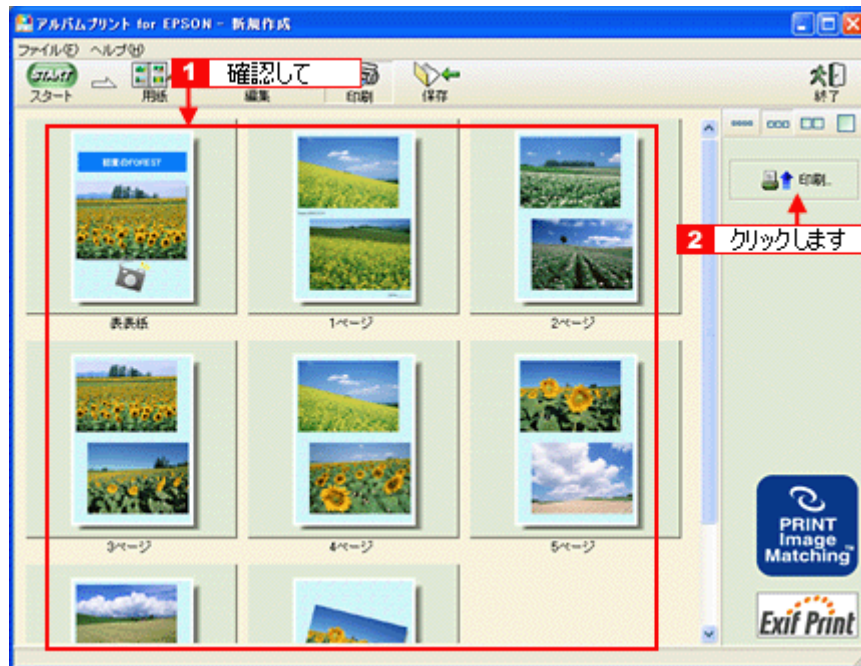 アルバムプリント for EPSON - 新規作成
ファイル(F) ヘルプ(H)
スタート
用紙
編集
印刷
保存
終了
1 確認して
印刷...
2 クリックします
表表紙
1ページ
2ページ
3ページ
4ページ
5ページ
PRINT
Image
Matching™
Exif Print